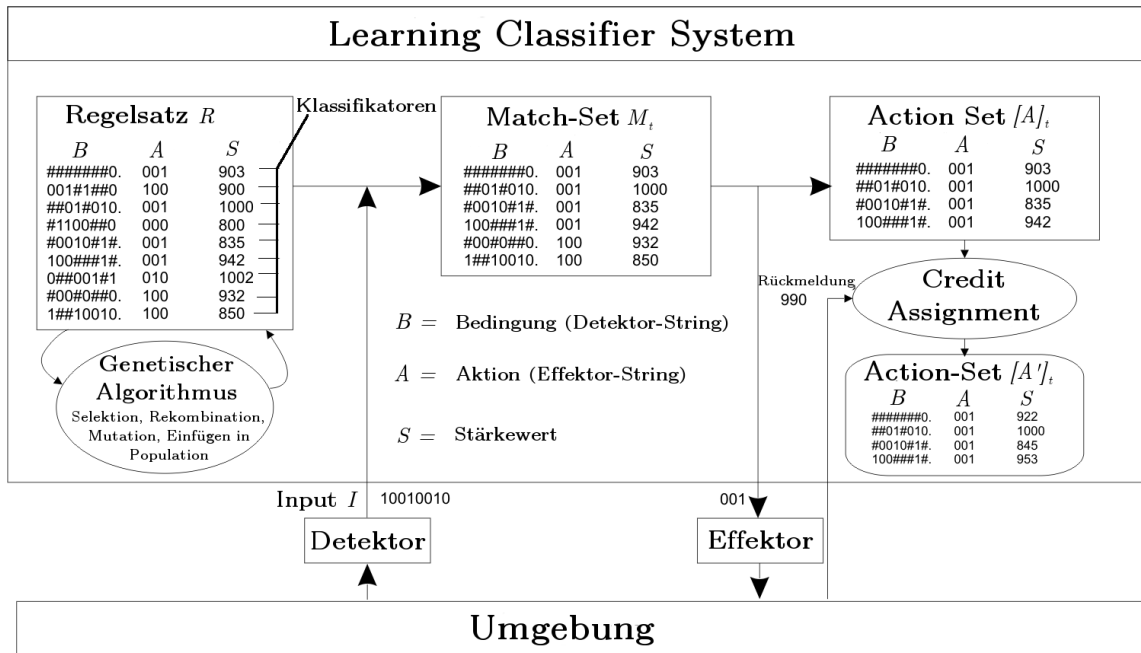 Learning Classifier System
Regelsatz R
B A S
#######0. 001 903
001#1##0 100 900
##01#010. 001 1000
#1100##0 000 800
#0010#1#. 001 835
100###1#. 001 942
0##001#1 010 1002
#00#0##0. 100 932
1##10010. 100 850
Klassifikatoren
Genetischer
Algorithmus
Selektion, Rekombination,
Mutation, Einfügen in
Population
Match-Set Mt
B A S
#######0. 001 903
##01#010. 001 1000
#0010#1#. 001 835
100###1#. 001 942
#00#0##0. 100 932
1##10010. 100 850
B = Bedingung (Detektor-String)
A = Aktion (Effektor-String)
S = Stärkewert
Action Set [A]t
B A S
#######0. 001 903
##01#010. 001 1000
#0010#1#. 001 835
100###1#. 001 942
Rückmeldung
990
Credit
Assignment
Action-Set [A']t
B A S
#######0. 001 922
##01#010. 001 1000
#0010#1#. 001 845
100###1#. 001 953
Input I 10010010
001
Detektor
Effektor
Umgebung